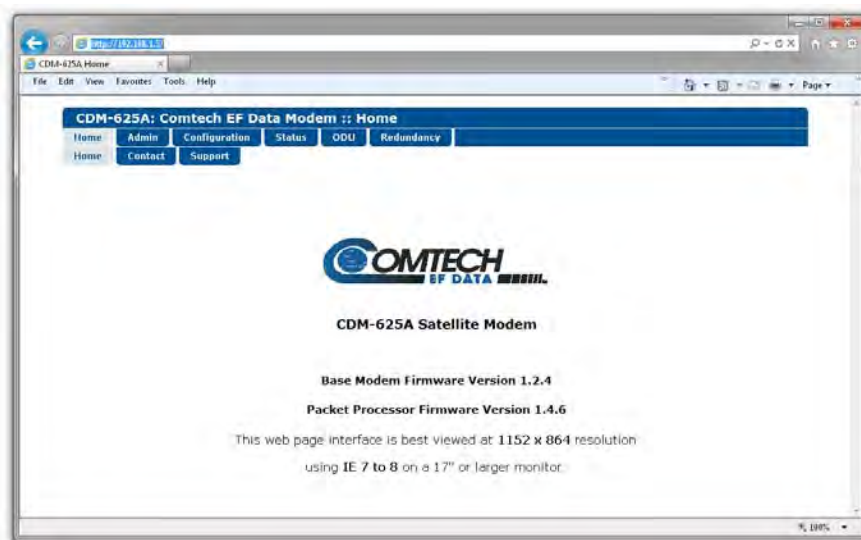 http://192.168.1.5/
CDM-625A Home
File Edit View Favorites Tools Help
Page
CDM-625A: Comtech EF Data Modem :: Home
Home Admin Configuration Status ODU Redundancy
Home Contact Support
COMTECH
EF DATA
CDM-625A Satellite Modem
Base Modem Firmware Version 1.2.4
Packet Processor Firmware Version 1.4.6
This web page interface is best viewed at 1152 x 864 resolution
using IE 7 to 8 on a 17" or larger monitor
100%